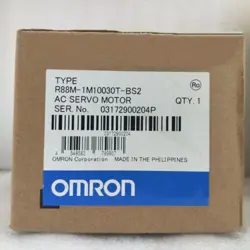 TYPE
R88M-1M10030T-BS2
AC SERVO MOTOR QTY. 1
SER. No. 03172900204P
03172900204
OMRON Corporation MADE IN THE PHILIPPINES
OMRON